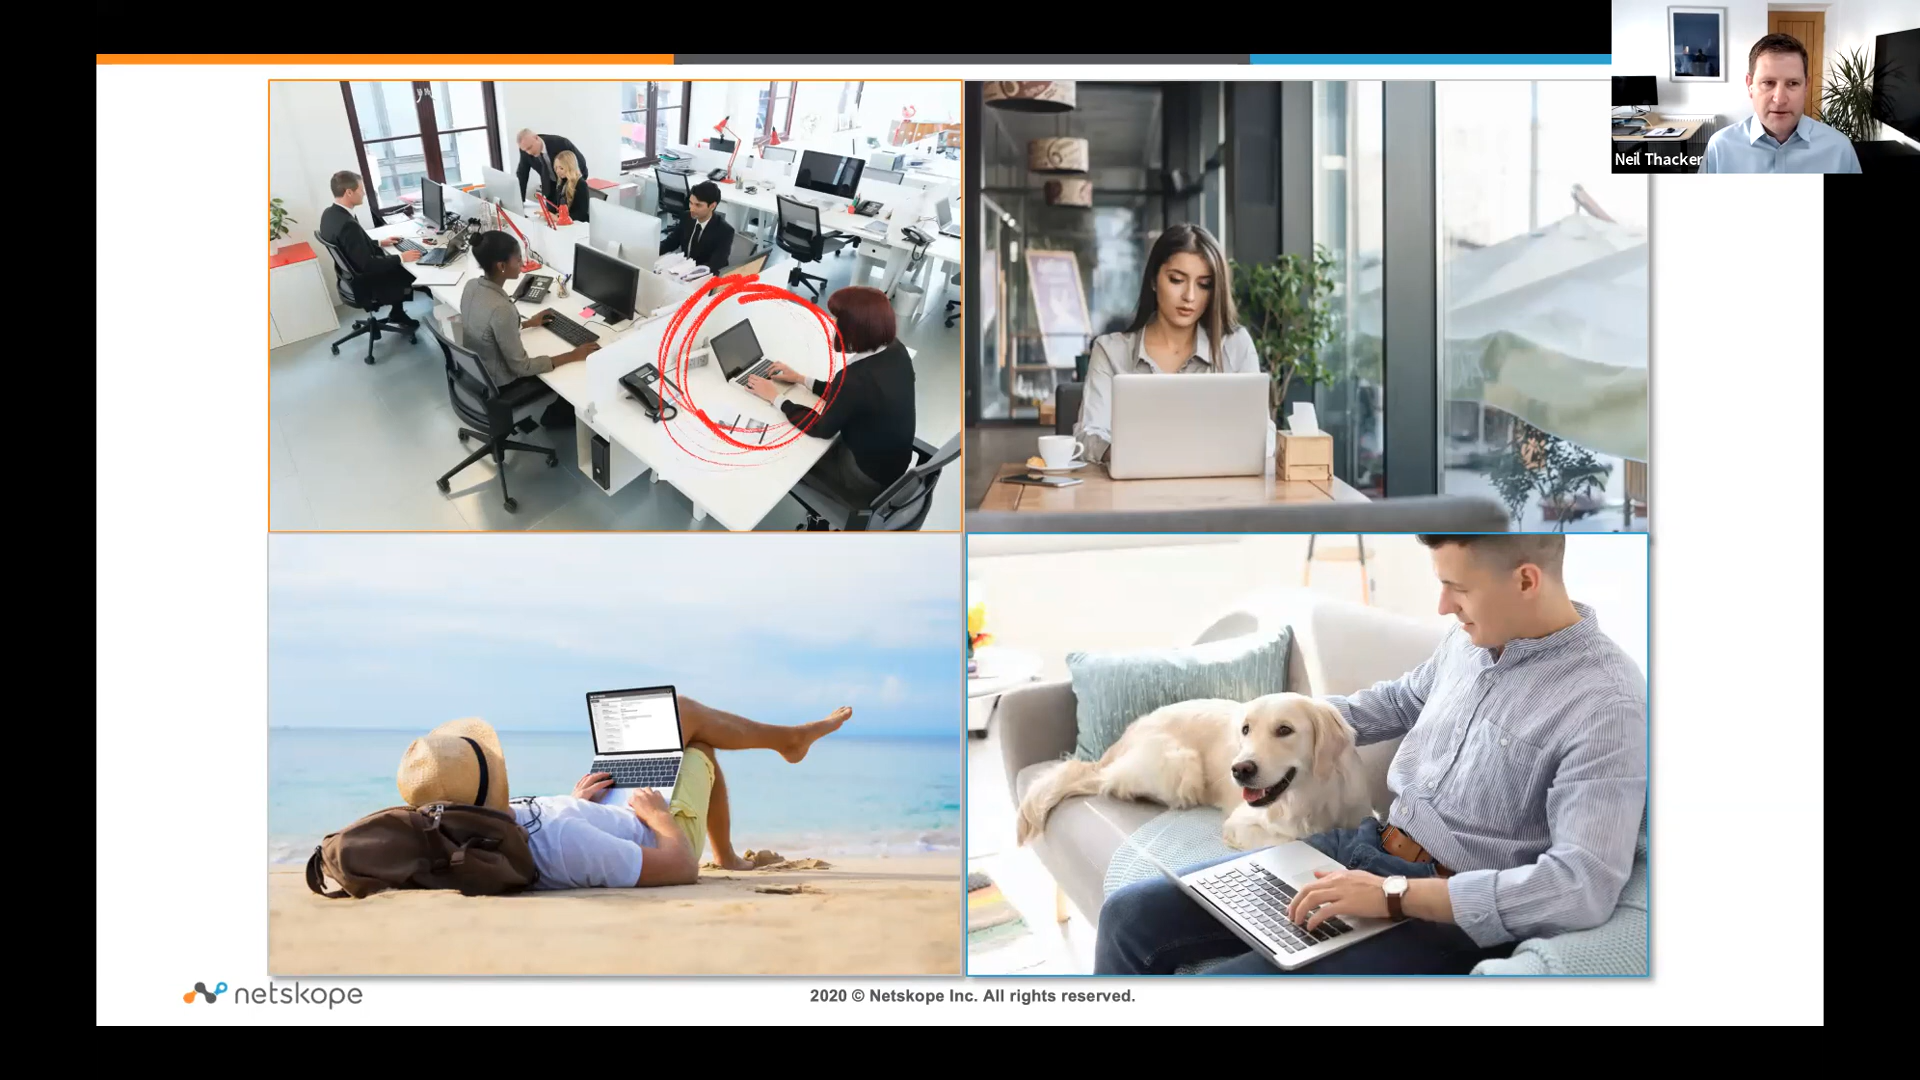 Neil Thacker
netskope
2020 © Netskope Inc. All rights reserved.